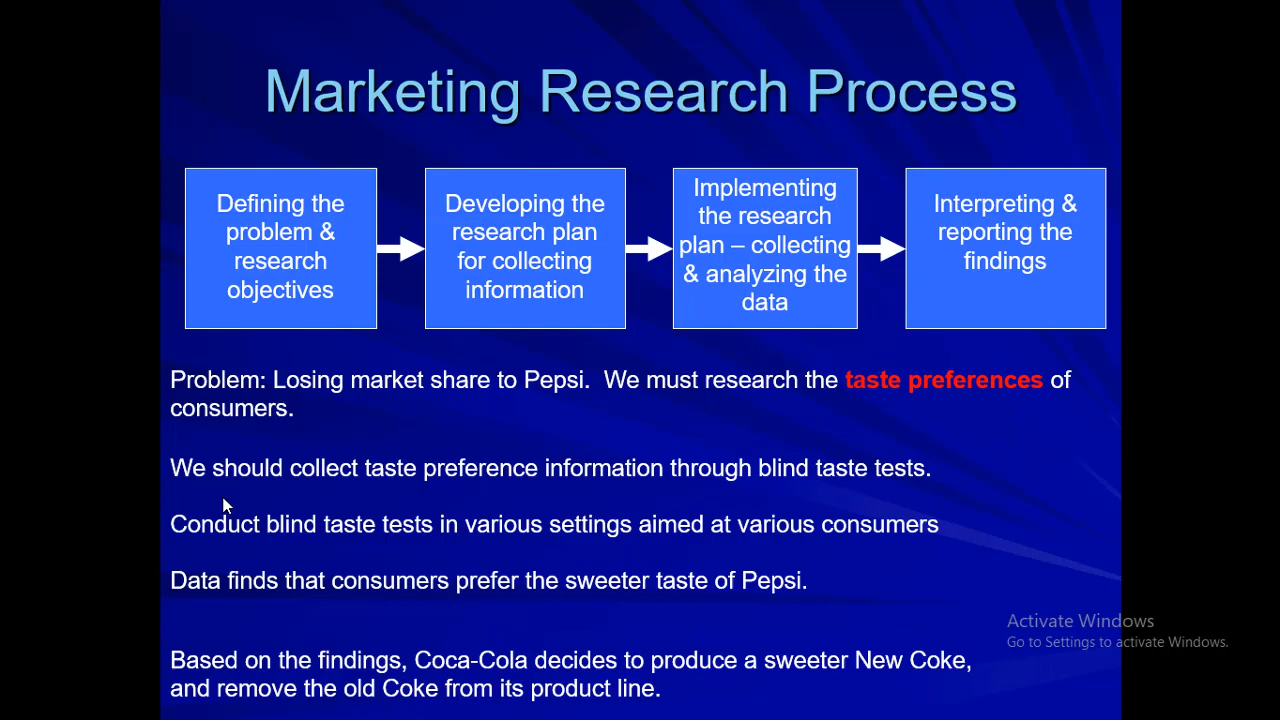 Marketing Research Process
Defining the
problem &
research
objectives
Developing the
research plan
for collecting
information
Implementing
the research
plan – collecting
& analyzing the
data
Interpreting &
reporting the
findings
Problem: Losing market share to Pepsi.  We must research the taste preferences of
consumers.
We should collect taste preference information through blind taste tests.
Conduct blind taste tests in various settings aimed at various consumers
Data finds that consumers prefer the sweeter taste of Pepsi.
Based on the findings, Coca-Cola decides to produce a sweeter New Coke,
and remove the old Coke from its product line.
Activate Windows
Go to Settings to activate Windows.